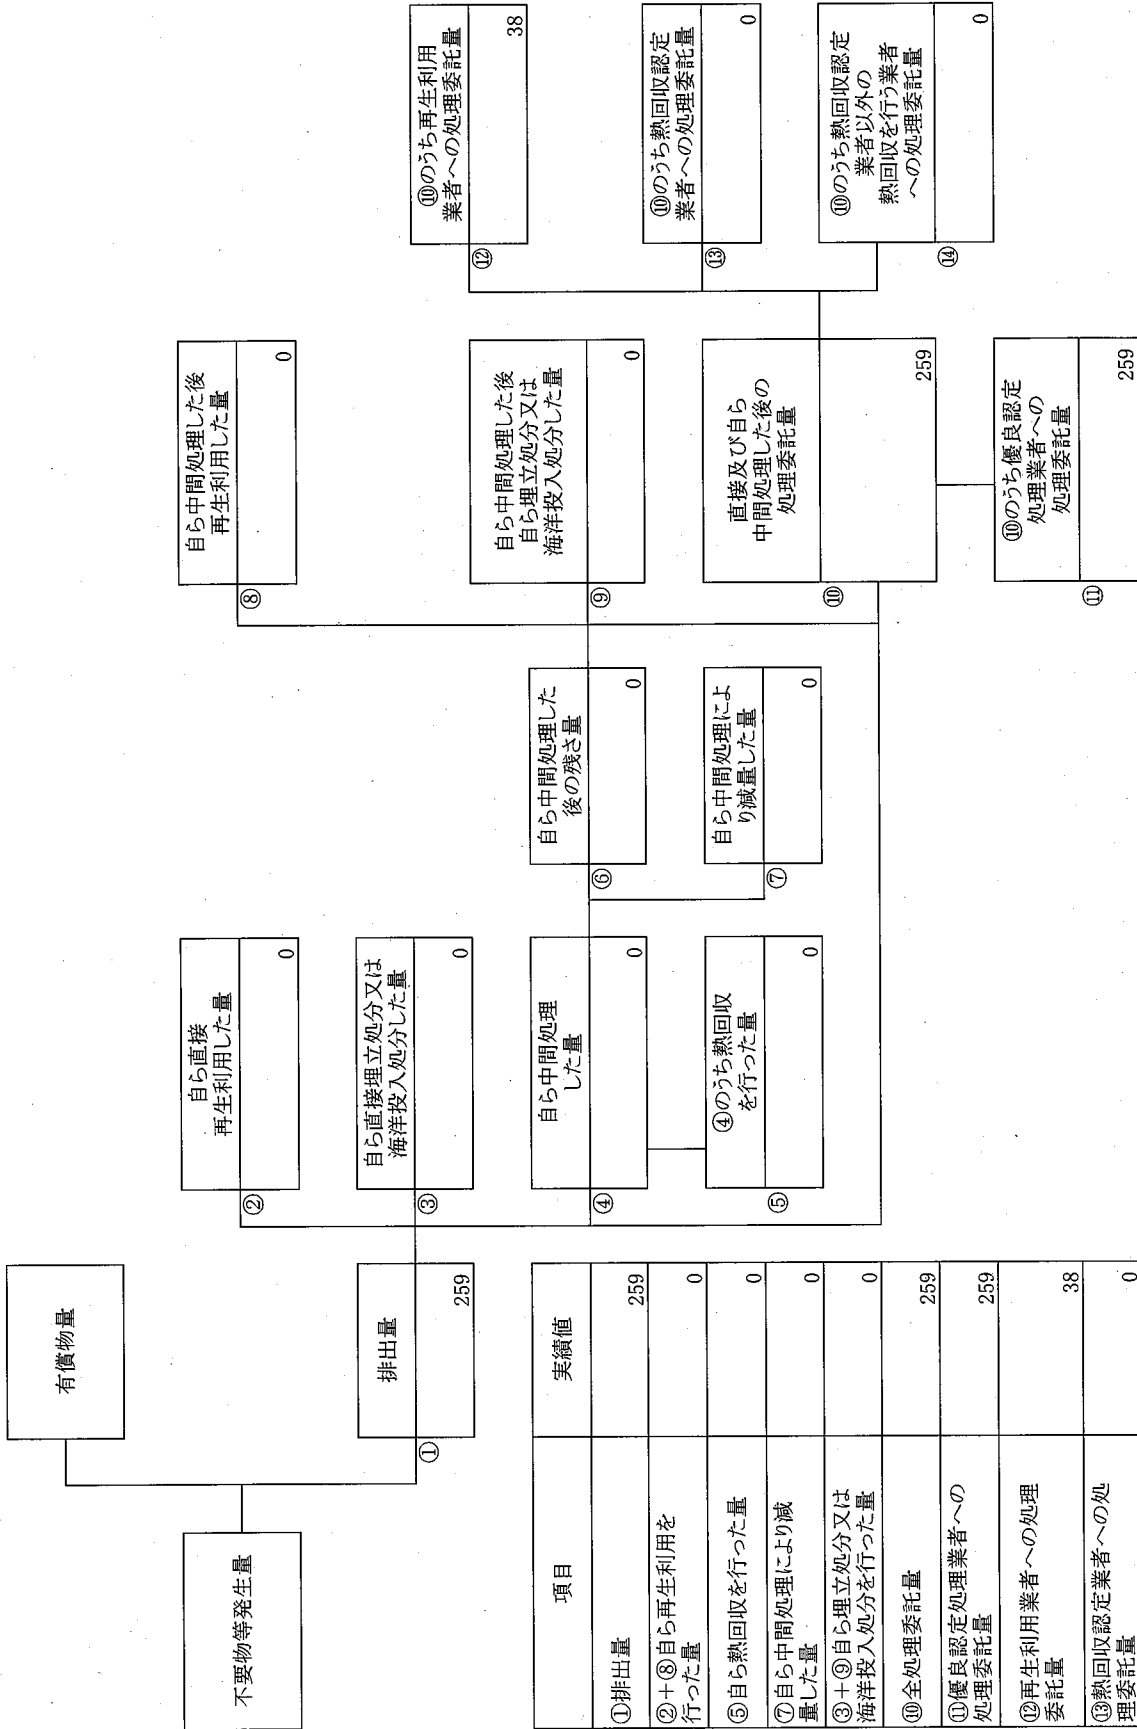 不要物等発生量
有償物量
排出量
①
259
自ら直接
再生利用した量
②
0
自ら直接埋立処分又は
海洋投入処分した量
③
0
自ら中間処理
した量
④
0
④のうち熱回収
を行った量
⑤
0
自ら中間処理した
後の残さ量
⑥
0
自ら中間処理によ
り減量した量
⑦
0
自ら中間処理した後
再生利用した量
⑧
0
自ら中間処理した後
自ら埋立処分又は
海洋投入処分した量
⑨
0
直接及び自ら
中間処理した後の
処理委託量
⑩
259
⑩のうち優良認定
処理業者への
処理委託量
⑪
259
⑩のうち再生利用
業者への処理委託量
⑫
38
⑩のうち熱回収認定
業者への処理委託量
⑬
0
⑩のうち熱回収認定
業者以外の
熱回収を行う業者
への処理委託量
⑭
0
項目 実績値
①排出量 259
②+⑧自ら再生利用を
行った量 0
⑤自ら熱回収を行った量 0
⑦自ら中間処理により減
量した量 0
③+⑨自ら埋立処分又は
海洋投入処分を行った量 0
⑩全処理委託量 259
⑪優良認定処理業者への
処理委託量 259
⑫再生利用業者への処理
委託量 38
⑬熱回収認定業者への処
理委託量 0